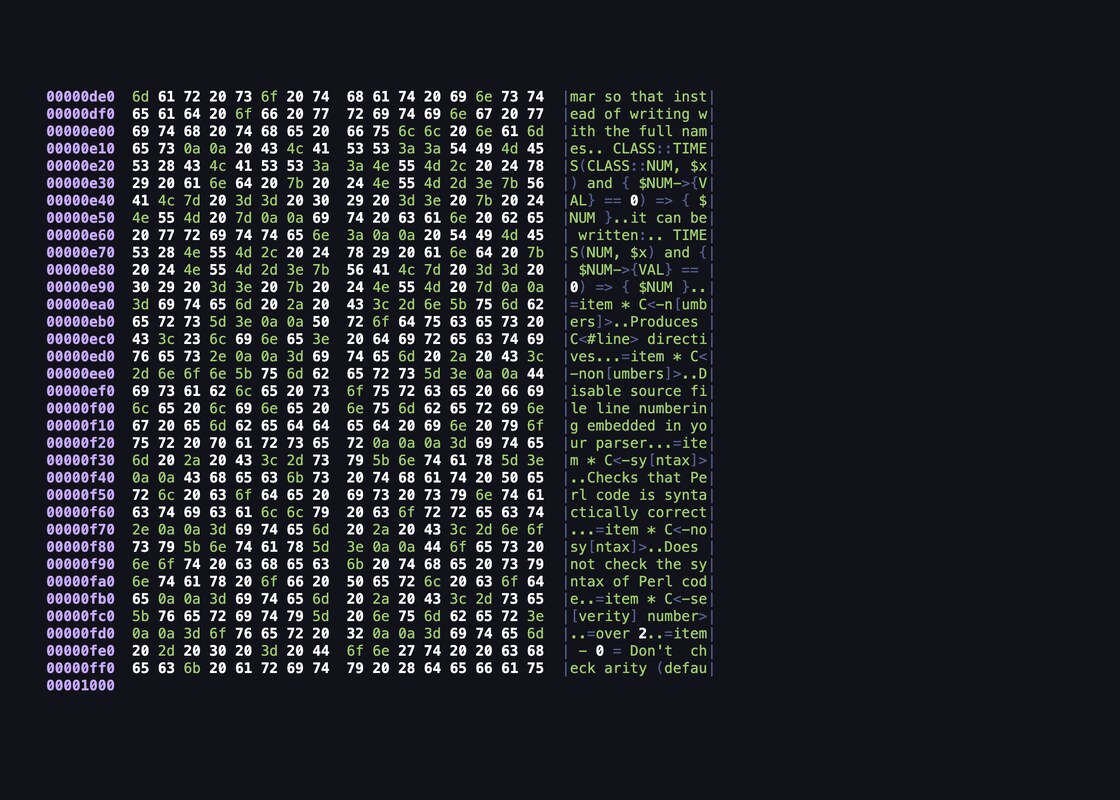 00000de0  6d 61 72 20 73 6f 20 74  68 61 74 20 69 6e 73 74  |mar so that inst|
00000df0  65 61 64 20 6f 66 20 77  72 69 74 69 6e 67 20 77  |ead of writing w|
00000e00  69 74 68 20 74 68 65 20  66 75 6c 6c 20 6e 61 6d  |ith the full nam|
00000e10  65 73 0a 0a 20 43 4c 41  53 53 3a 3a 54 49 4d 45  |es.. CLASS::TIME|
00000e20  53 28 43 4c 41 53 53 3a  3a 4e 55 4d 2c 20 24 78  |S(CLASS::NUM, $x|
00000e30  29 20 61 6e 64 20 7b 20  24 4e 55 4d 2d 3e 7b 56  |) and { $NUM->{V|
00000e40  41 4c 7d 20 3d 3d 20 30  29 20 3d 3e 20 7b 20 24  |AL} == 0) => { $|
00000e50  4e 55 4d 20 7d 0a 0a 69  74 20 63 61 6e 20 62 65  |NUM }..it can be|
00000e60  20 77 72 69 74 74 65 6e  3a 0a 0a 20 54 49 4d 45  | written:.. TIME|
00000e70  53 28 4e 55 4d 2c 20 24  78 29 20 61 6e 64 20 7b  |S(NUM, $x) and {|
00000e80  20 24 4e 55 4d 2d 3e 7b  56 41 4c 7d 20 3d 3d 20  | $NUM->{VAL} == |
00000e90  30 29 20 3d 3e 20 7b 20  24 4e 55 4d 20 7d 0a 0a  |0) => { $NUM }..|
00000ea0  3d 69 74 65 6d 20 2a 20  43 3c 2d 6e 5b 75 6d 62  |=item * C<-n[umb|
00000eb0  65 72 73 5d 3e 0a 0a 50  72 6f 64 75 63 65 73 20  |ers]>..Produces |
00000ec0  43 3c 23 6c 69 6e 65 3e  20 64 69 72 65 63 74 69  |C<#line> directi|
00000ed0  76 65 73 2e 0a 0a 3d 69  74 65 6d 20 2a 20 43 3c  |ves...=item * C<|
00000ee0  2d 6e 6f 6e 5b 75 6d 62  65 72 73 5d 3e 0a 0a 44  |-non[umbers]>..D|
00000ef0  69 73 61 62 6c 65 20 73  6f 75 72 63 65 20 66 69  |isable source fi|
00000f00  6c 65 20 6c 69 6e 65 20  6e 75 6d 62 65 72 69 6e  |le line numberin|
00000f10  67 20 65 6d 62 65 64 64  65 64 20 69 6e 20 79 6f  |g embedded in yo|
00000f20  75 72 20 70 61 72 73 65  72 0a 0a 0a 3d 69 74 65  |ur parser...=ite|
00000f30  6d 20 2a 20 43 3c 2d 73  79 5b 6e 74 61 78 5d 3e  |m * C<-sy[ntax]>|
00000f40  0a 0a 43 68 65 63 6b 73  20 74 68 61 74 20 50 65  |..Checks that Pe|
00000f50  72 6c 20 63 6f 64 65 20  69 73 20 73 79 6e 74 61  |rl code is synta|
00000f60  63 74 69 63 61 6c 6c 79  20 63 6f 72 72 65 63 74  |ctically correct|
00000f70  2e 0a 0a 3d 69 74 65 6d  20 2a 20 43 3c 2d 6e 6f  |...=item * C<-no|
00000f80  73 79 5b 6e 74 61 78 5d  3e 0a 0a 44 6f 65 73 20  |sy[ntax]>..Does |
00000f90  6e 6f 74 20 63 68 65 63  6b 20 74 68 65 20 73 79  |not check the sy|
00000fa0  6e 74 61 78 20 6f 66 20  50 65 72 6c 20 63 6f 64  |ntax of Perl cod|
00000fb0  65 0a 0a 3d 69 74 65 6d  20 2a 20 43 3c 2d 73 65  |e..=item * C<-se|
00000fc0  5b 76 65 72 69 74 79 5d  20 6e 75 6d 62 65 72 3e  |[verity] number>|
00000fd0  0a 0a 3d 6f 76 65 72 20  32 0a 0a 3d 69 74 65 6d  |..=over 2..=item|
00000fe0  20 2d 20 30 20 3d 20 44  6f 6e 27 74 20 20 63 68  | - 0 = Don't  ch|
00000ff0  65 63 6b 20 61 72 69 74  79 20 28 64 65 66 61 75  |eck arity (defau|
00001000